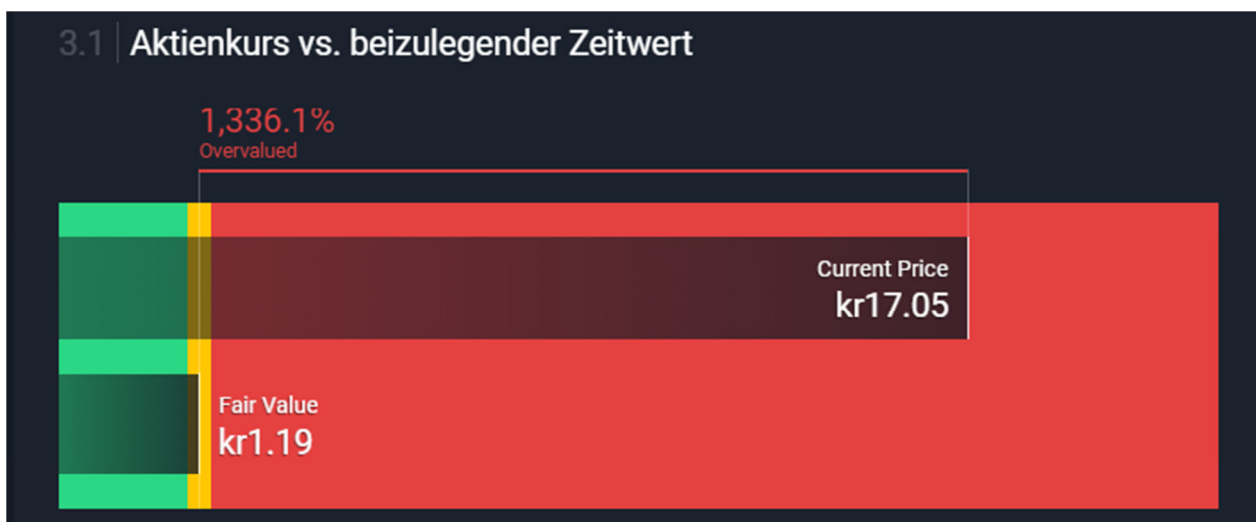 3.1 Aktienkurs vs. beizulegender Zeitwert
1,336.1%
Overvalued
Current Price
kr17.05
Fair Value
kr1.19